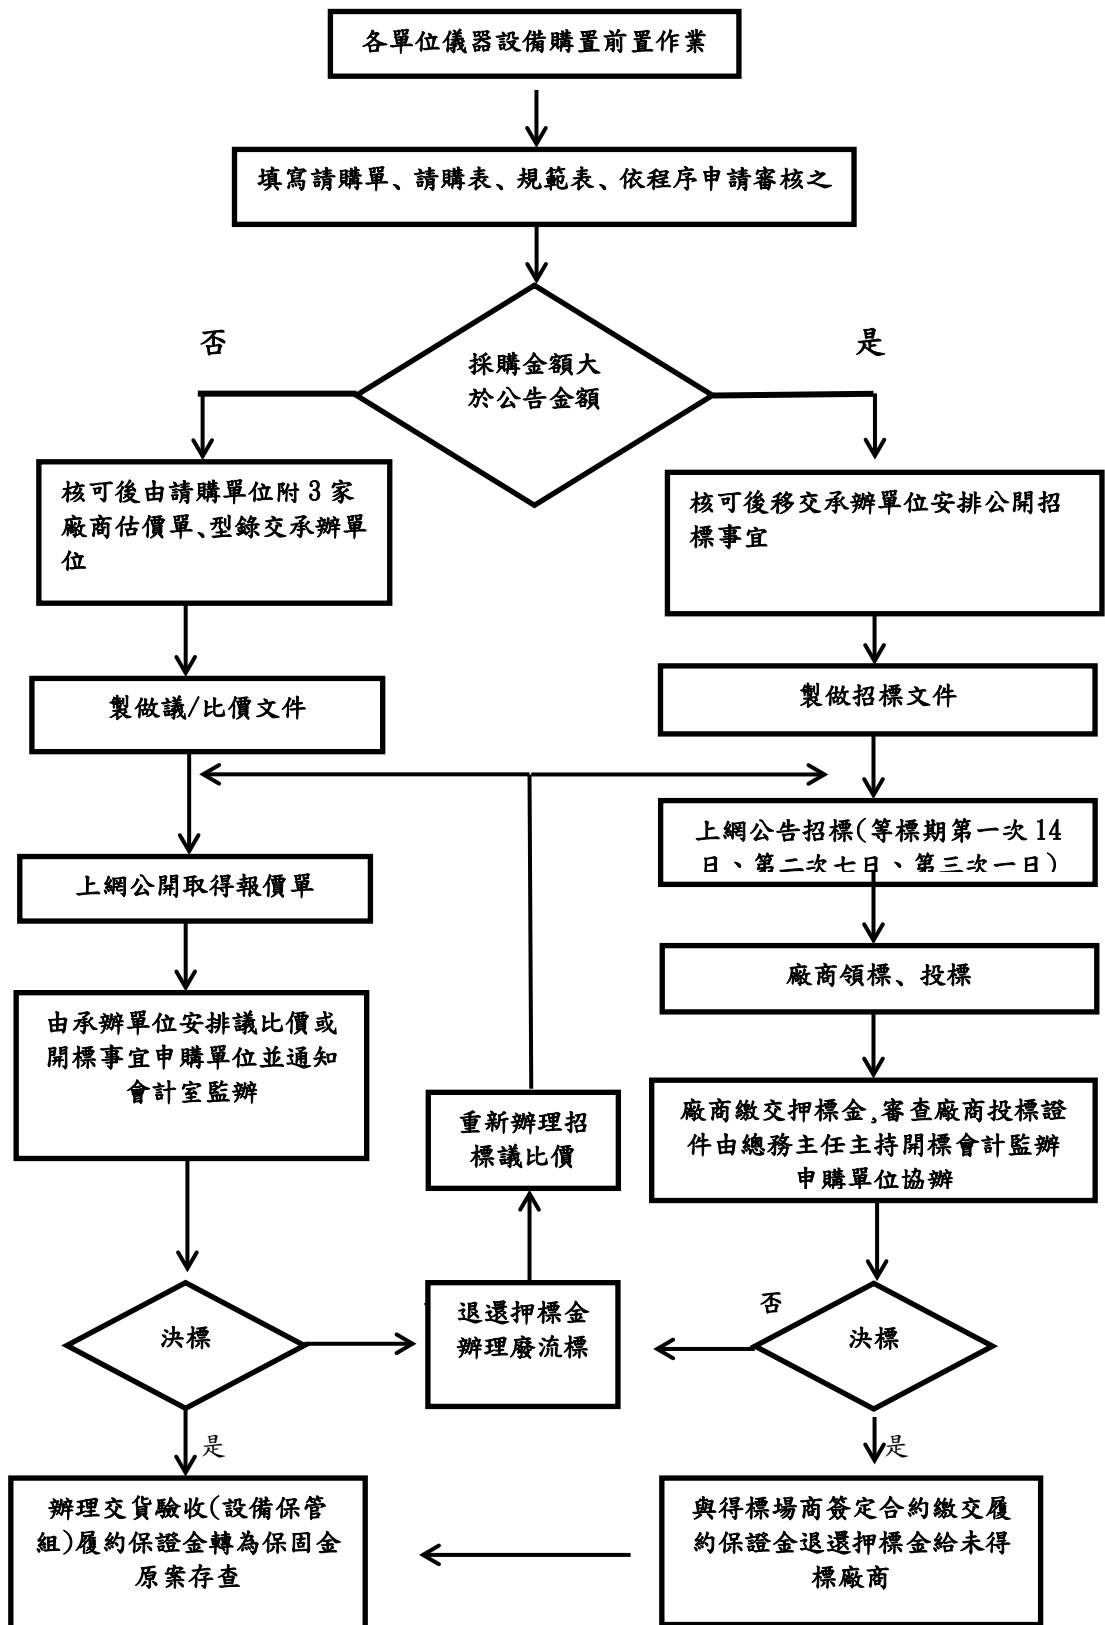 各單位儀器設備購置前置作業
填寫請購單、請購表、規範表、依程序申請審核之
否
是
採購金額大
於公告金額
核可後由請購單位附 3 家
廠商估價單、型錄交承辦單
位
核可後移交承辦單位安排公開招
標事宜
製做議/比價文件
製做招標文件
上網公告招標(等標期第一次 14
日、第二次七日、第三次一日)
上網公開取得報價單
廠商領標、投標
由承辦單位安排議比價或
開標事宜申購單位並通知
會計室監辦
重新辦理招
標議比價
廠商繳交押標金,審查廠商投標證
件由總務主任主持開標會計監辦
申購單位協辦
決標
退還押標金
辦理廢流標
否
決標
是
是
辦理交貨驗收(設備保管
組)履約保證金轉為保固金
原案存查
與得標場商簽定合約繳交履
約保證金退還押標金給未得
標廠商